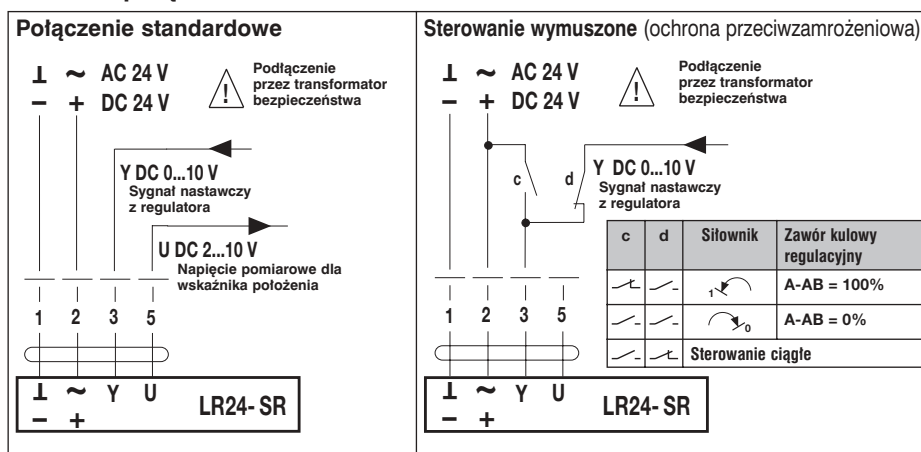 Połączenie standardowe
⊥ ~ AC 24 V
– + DC 24 V
Podłączenie
przez transformator
bezpieczeństwa
!
Y DC 0...10 V
Sygnał nastawczy
z regulatora
U DC 2...10 V
Napięcie pomiarowe dla
wskaźnika położenia
1 2 3 5
⊥ ~ Y U
– +
LR24- SR
Sterowanie wymuszone (ochrona przeciwzamrożeniowa)
⊥ ~ AC 24 V
– + DC 24 V
Podłączenie
przez transformator
bezpieczeństwa
!
c d
Y DC 0...10 V
Sygnał nastawczy
z regulatora
c d Siłownik Zawór kulowy
regulacyjny
1 A-AB = 100%
0 A-AB = 0%
Sterowanie ciągłe
1 2 3 5
⊥ ~ Y U
– +
LR24- SR